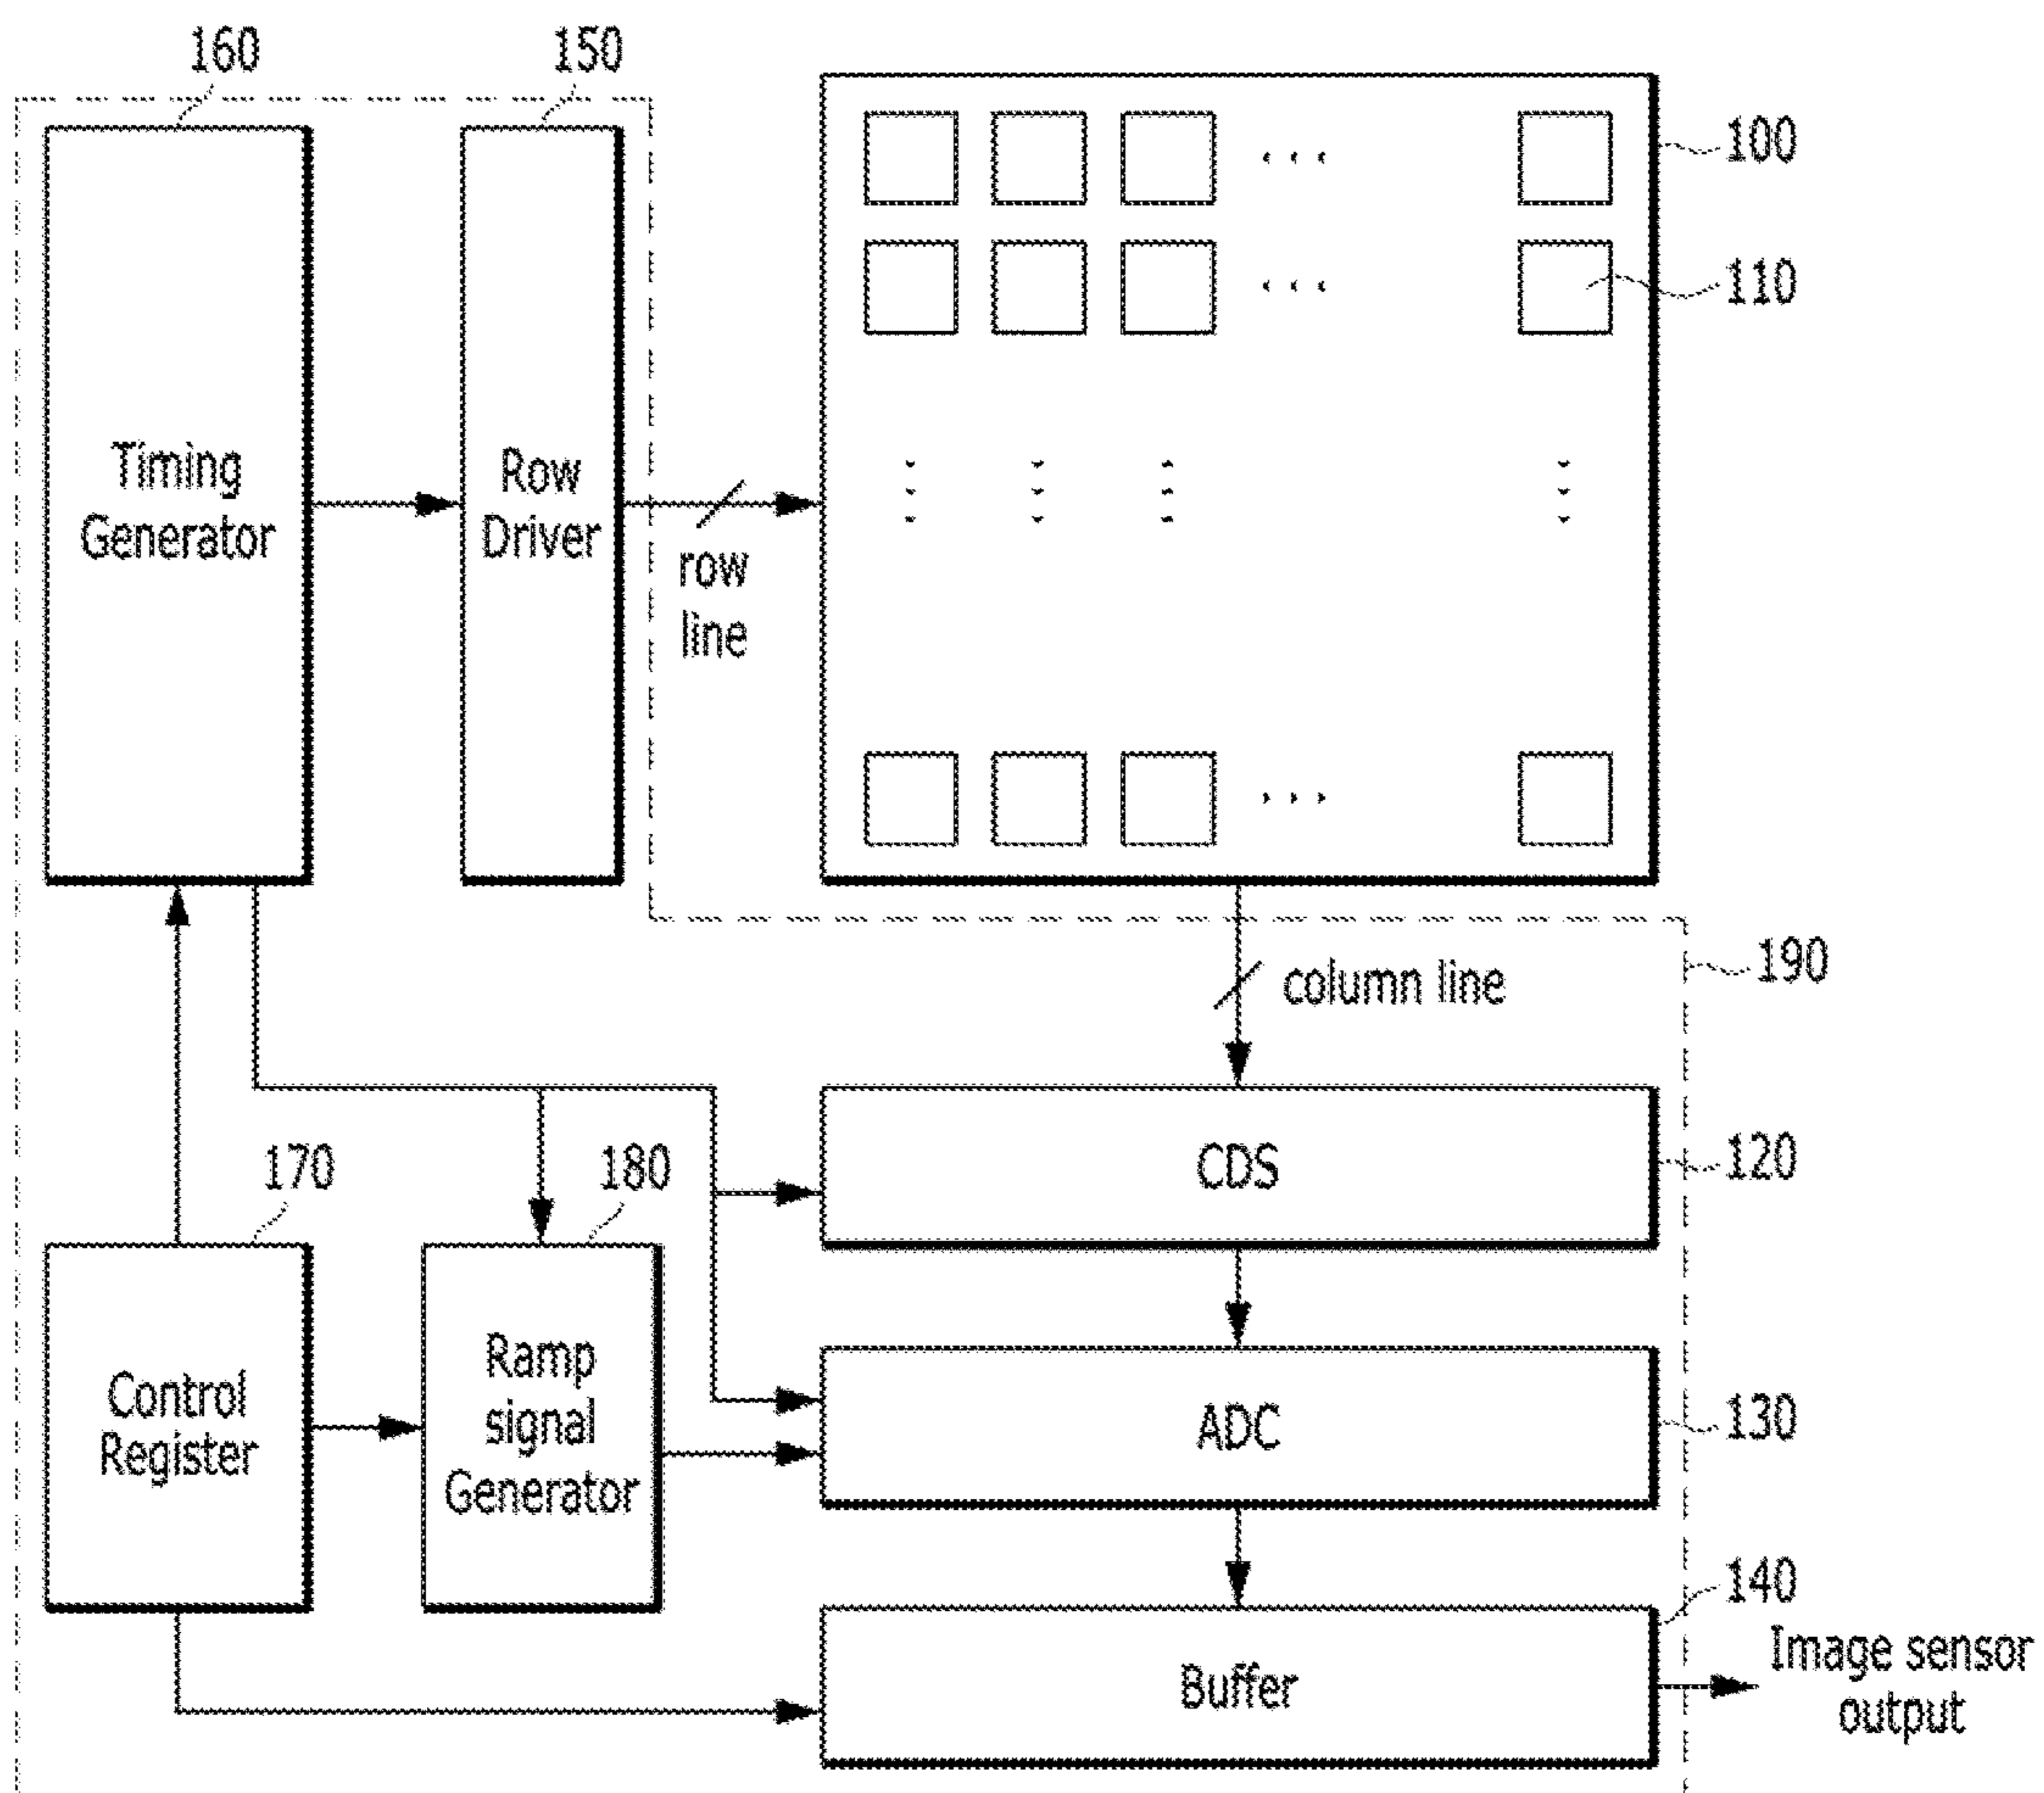 160
150
100
110
Timing
Generator
Row
Driver
row
line
190
column line
170
180
CDS
120
Control
Register
Ramp
signal
Generator
ADC
130
140
Buffer
Image sensor
output